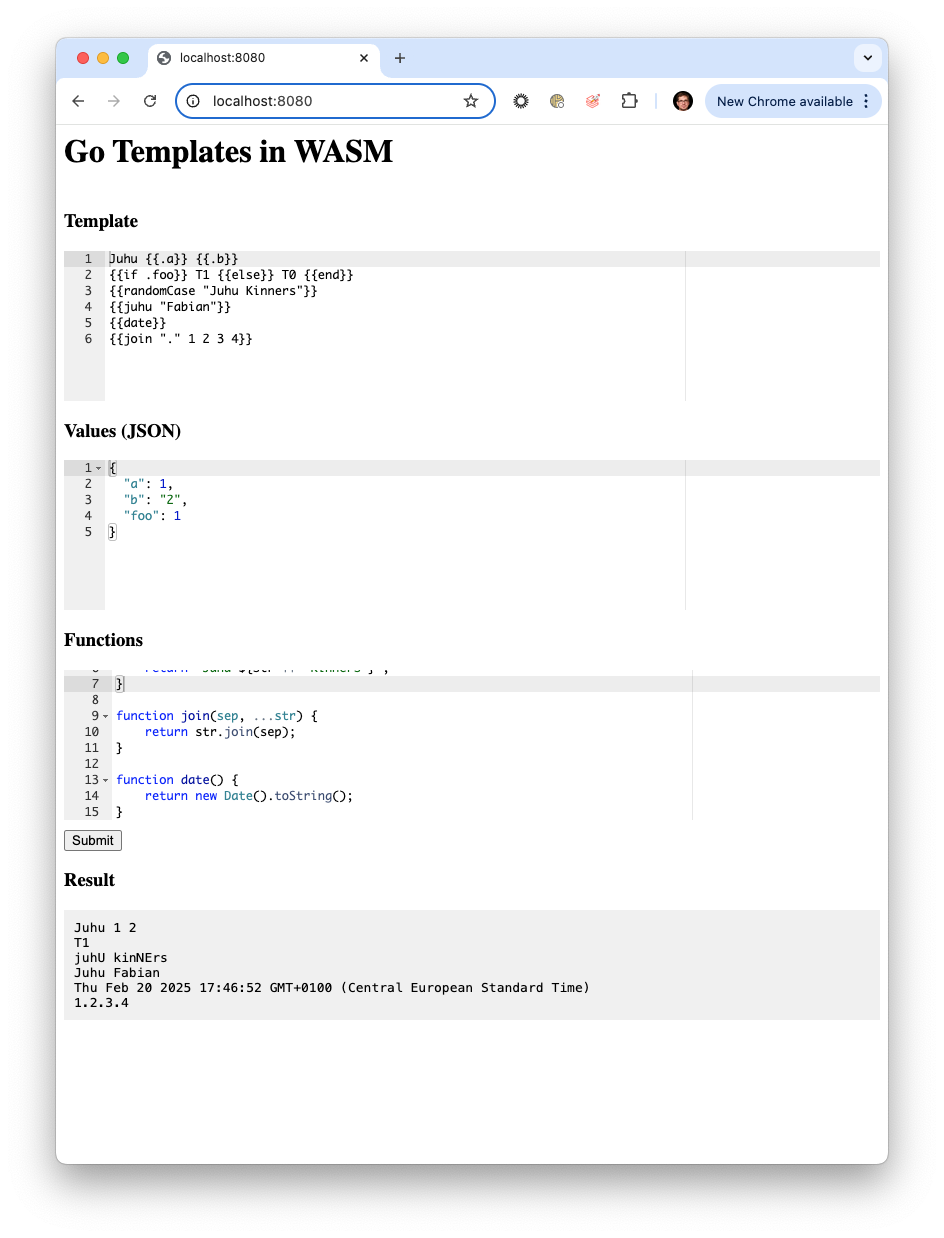 localhost:8080
localhost:8080
New Chrome available
Go Templates in WASM
Template
1 Juhu {{.a}} {{.b}}
2 {{if .foo}} T1 {{else}} T0 {{end}}
3 {{randomCase "Juhu Kinners"}}
4 {{juhu "Fabian"}}
5 {{date}}
6 {{join "." 1 2 3 4}}
Values (JSON)
1 {
2   "a": 1,
3   "b": "2",
4   "foo": 1
5 }
Functions
7 }
8
9 function join(sep, ...str) {
10     return str.join(sep);
11 }
12
13 function date() {
14     return new Date().toString();
15 }
Submit
Result
Juhu 1 2
T1
juhU kinNErs
Juhu Fabian
Thu Feb 20 2025 17:46:52 GMT+0100 (Central European Standard Time)
1.2.3.4